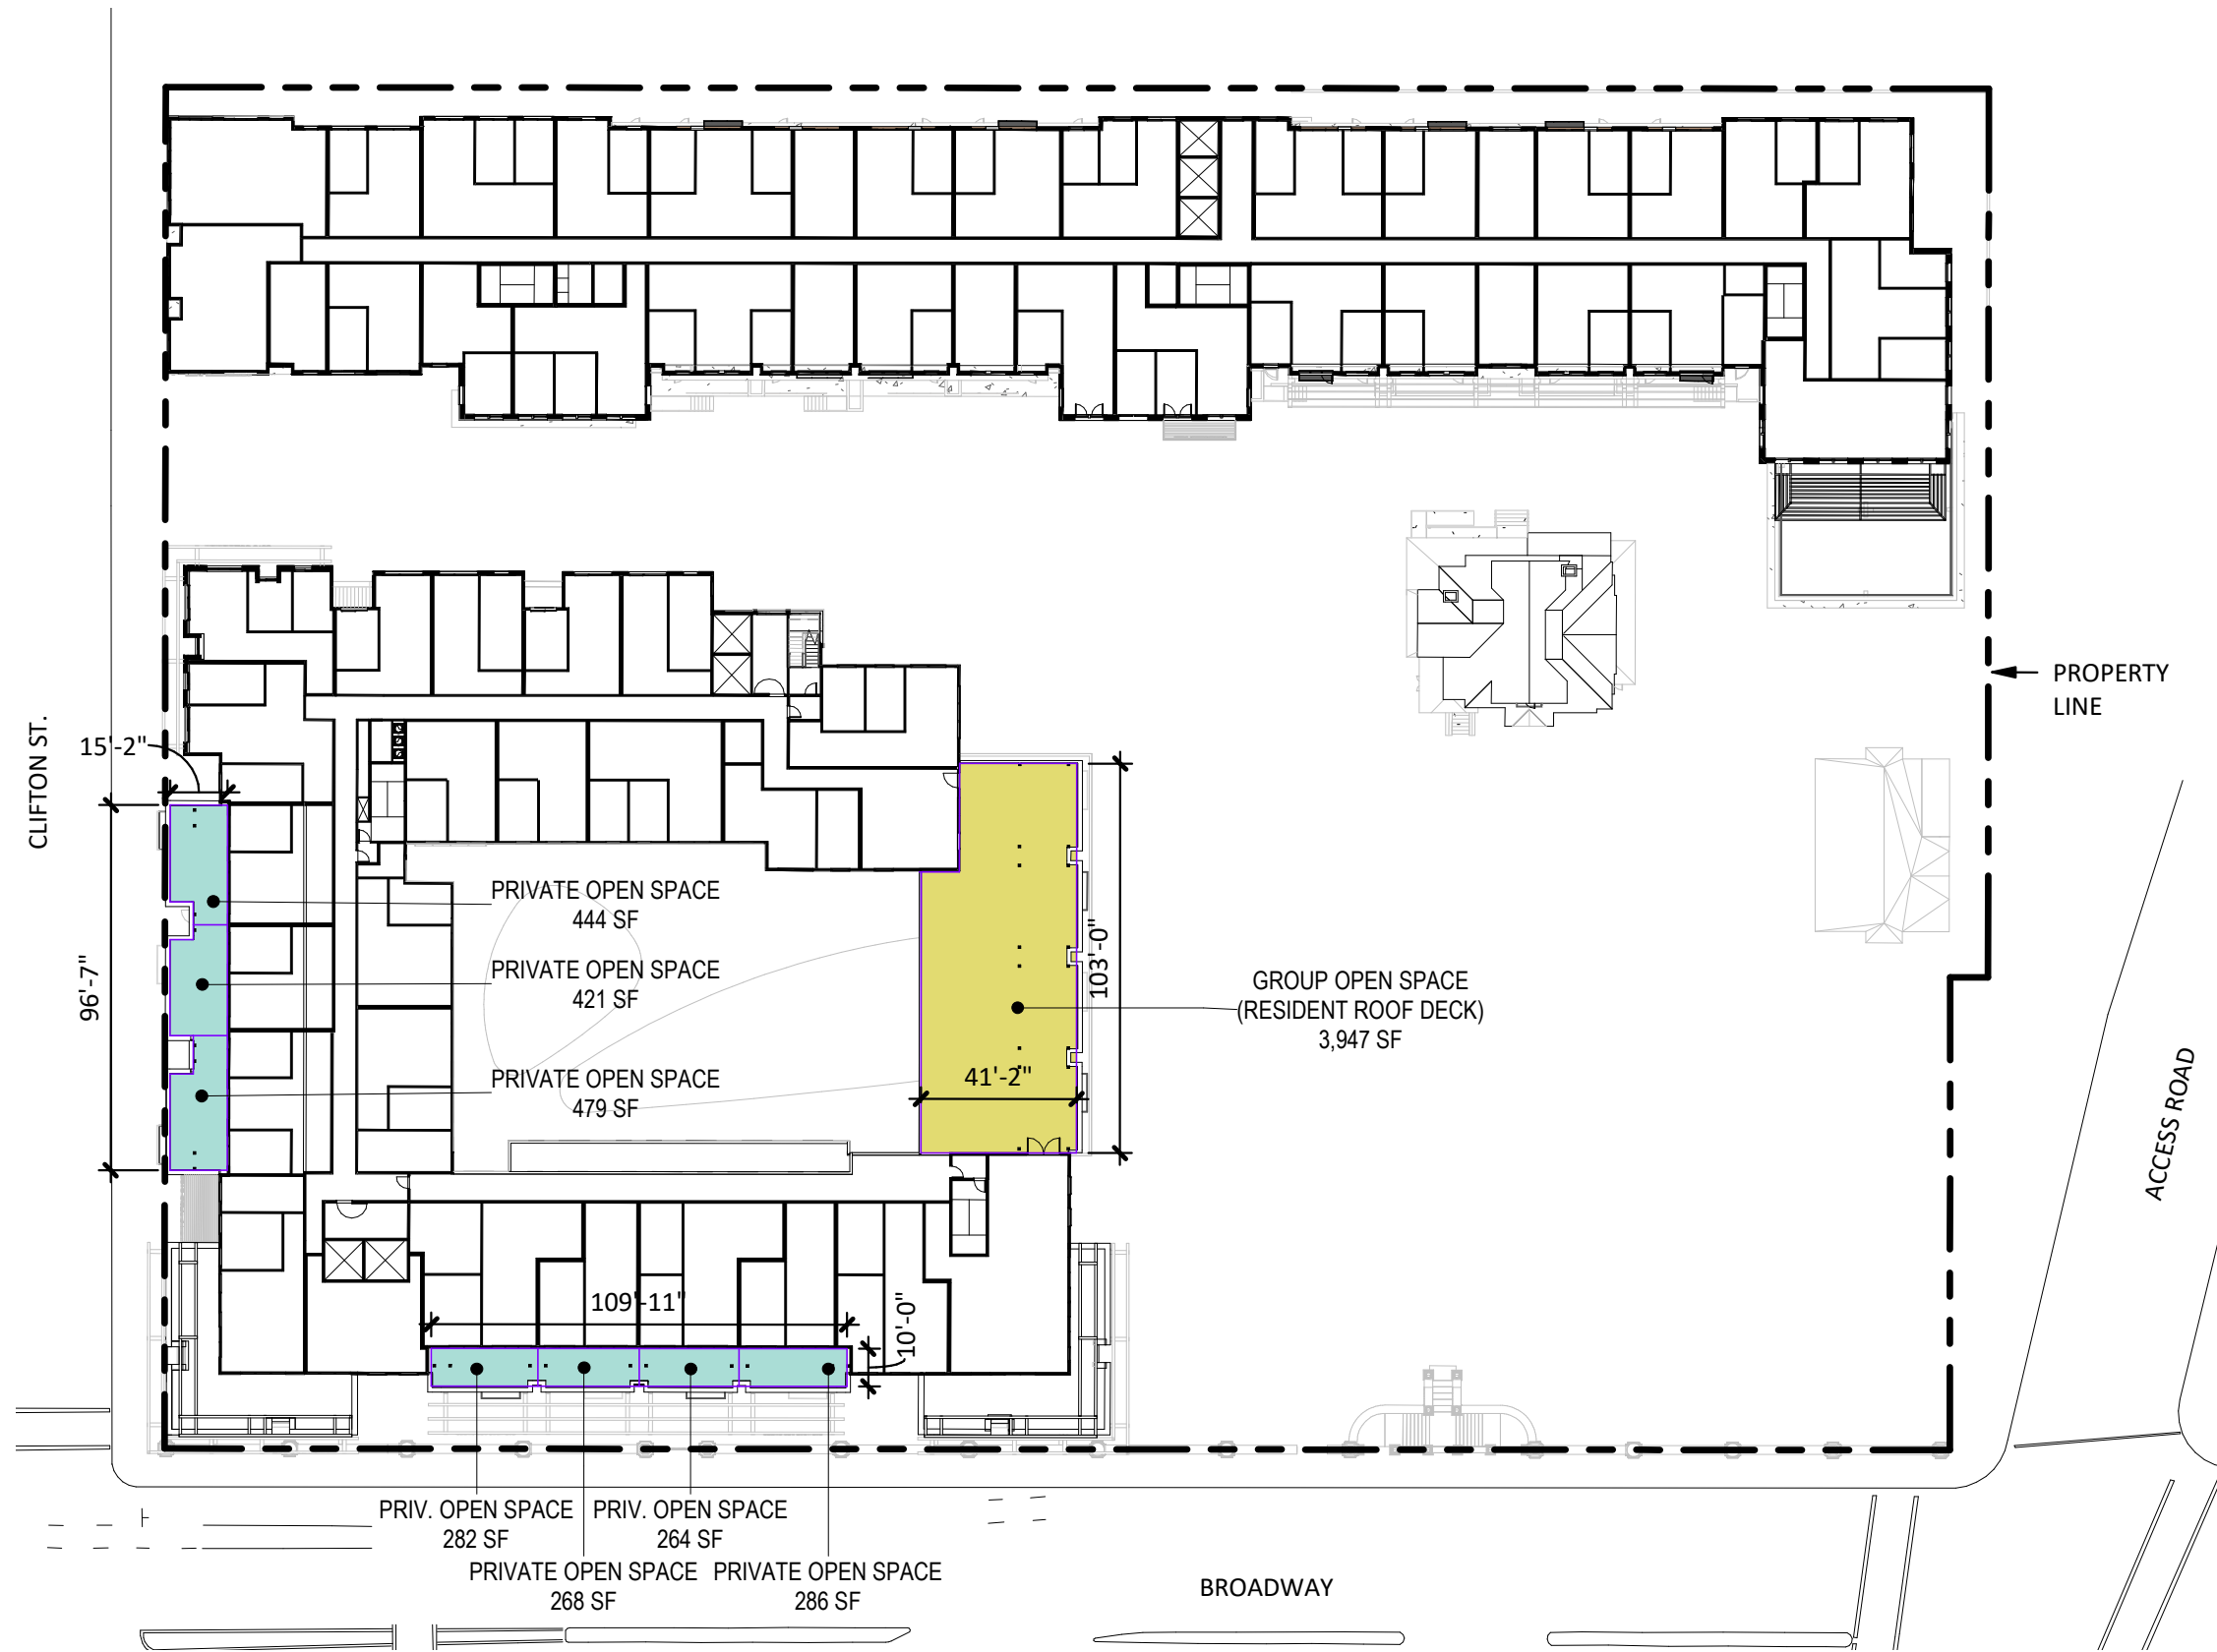 PROPERTY
LINE
CLIFTON ST.
15'-2"
96'-7"
PRIVATE OPEN SPACE
444 SF
PRIVATE OPEN SPACE
421 SF
PRIVATE OPEN SPACE
479 SF
GROUP OPEN SPACE
(RESIDENT ROOF DECK)
3,947 SF
103'-0"
41'-2"
ACCESS ROAD
109'-11"
10'-0"
PRIV. OPEN SPACE
282 SF
PRIV. OPEN SPACE
264 SF
PRIVATE OPEN SPACE
268 SF
PRIVATE OPEN SPACE
286 SF
BROADWAY